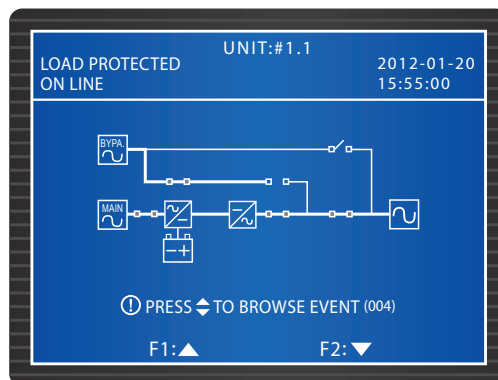 UNIT:#1.1
LOAD PROTECTED
2012-01-20
ON LINE
15:55:00
BYPA.
MAIN
PRESS TO BROWSE EVENT (004)
F1:
F2: